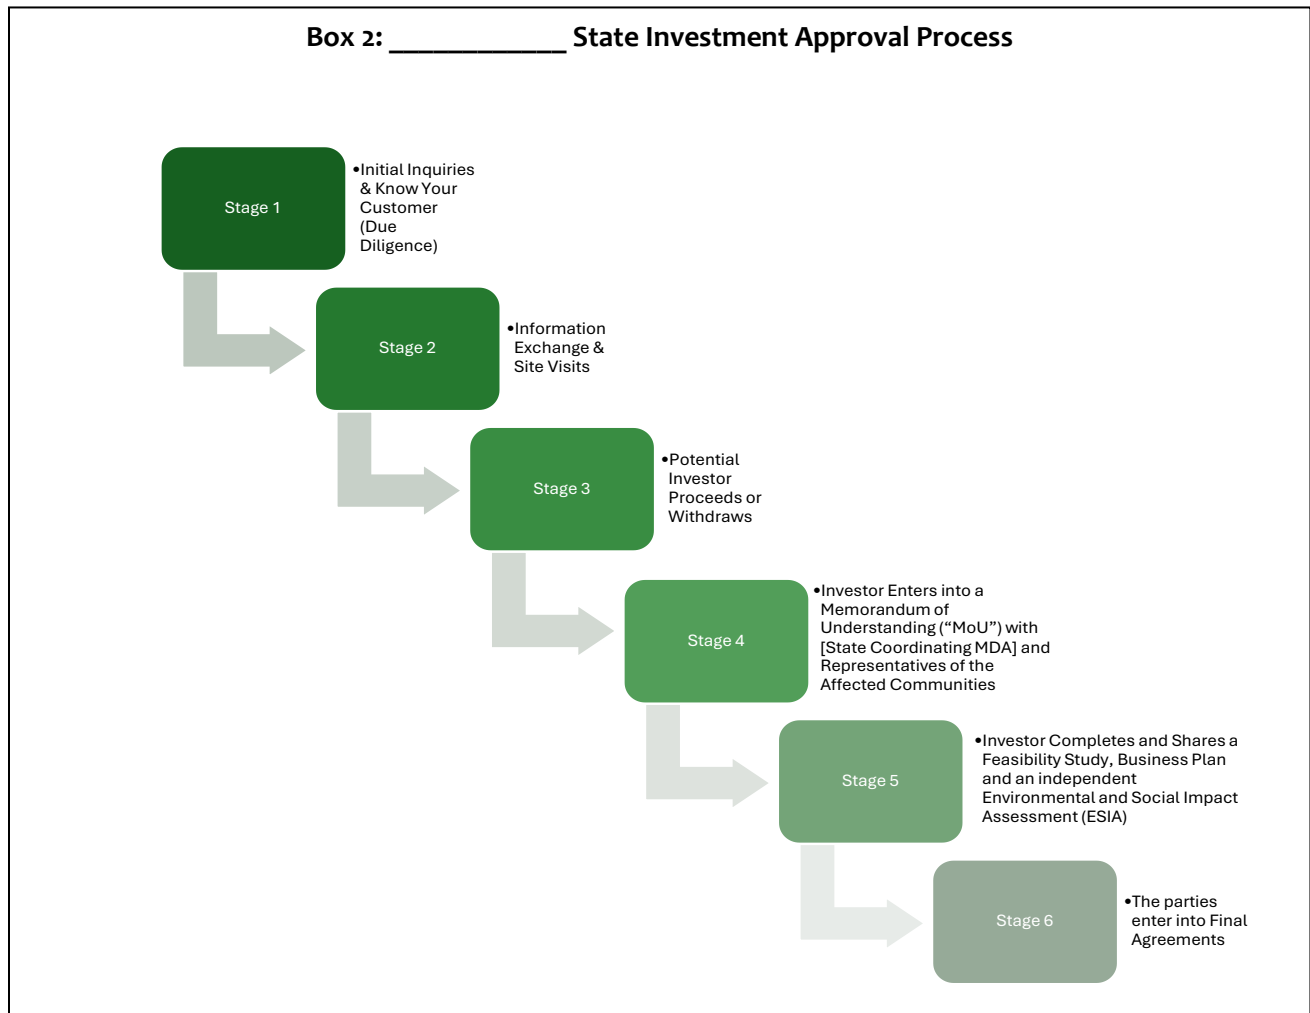 Box 2: ____________ State Investment Approval Process
Stage 1
•Initial Inquiries
& Know Your
Customer
(Due
Diligence)
Stage 2
•Information
Exchange &
Site Visits
Stage 3
•Potential
Investor
Proceeds or
Withdraws
Stage 4
•Investor Enters into a
Memorandum of
Understanding (“MoU”) with
[State Coordinating MDA] and
Representatives of the
Affected Communities
Stage 5
•Investor Completes and Shares a
Feasibility Study, Business Plan
and an independent
Environmental and Social Impact
Assessment (ESIA)
Stage 6
•The parties
enter into Final
Agreements